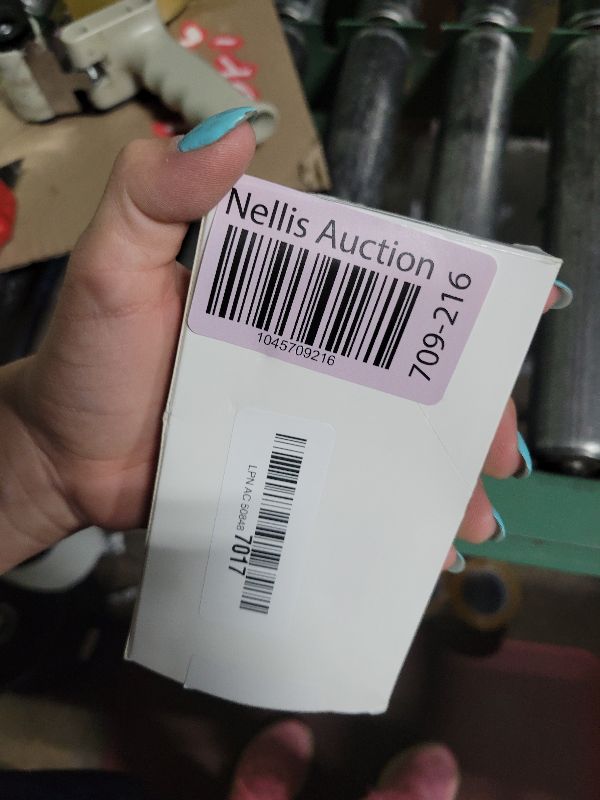 Nellis Auction
1045709216
709-216
LPN AC 50848 7017